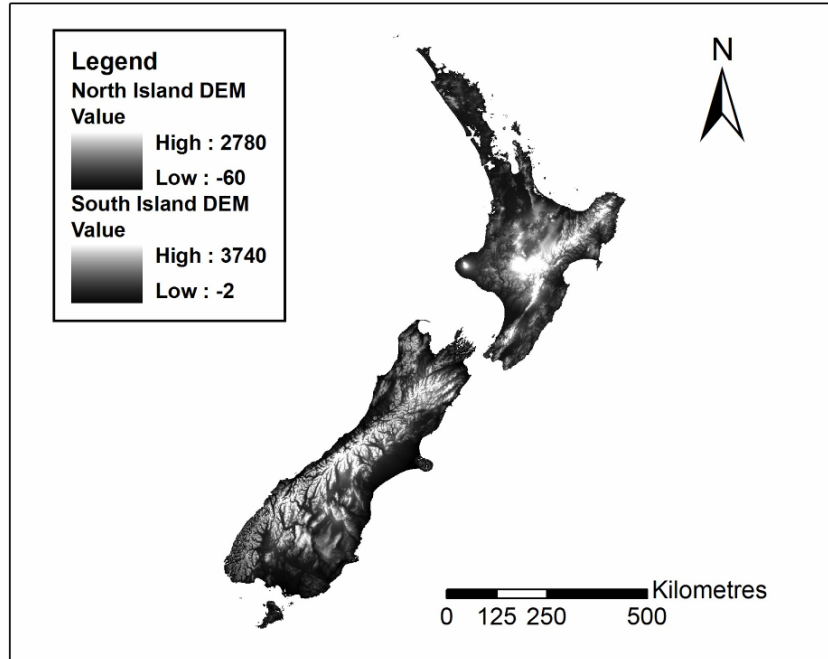 Legend
North Island DEM
Value
High : 2780
Low : -60
South Island DEM
Value
High : 3740
Low : -2
N
Kilometres
0 125 250 500